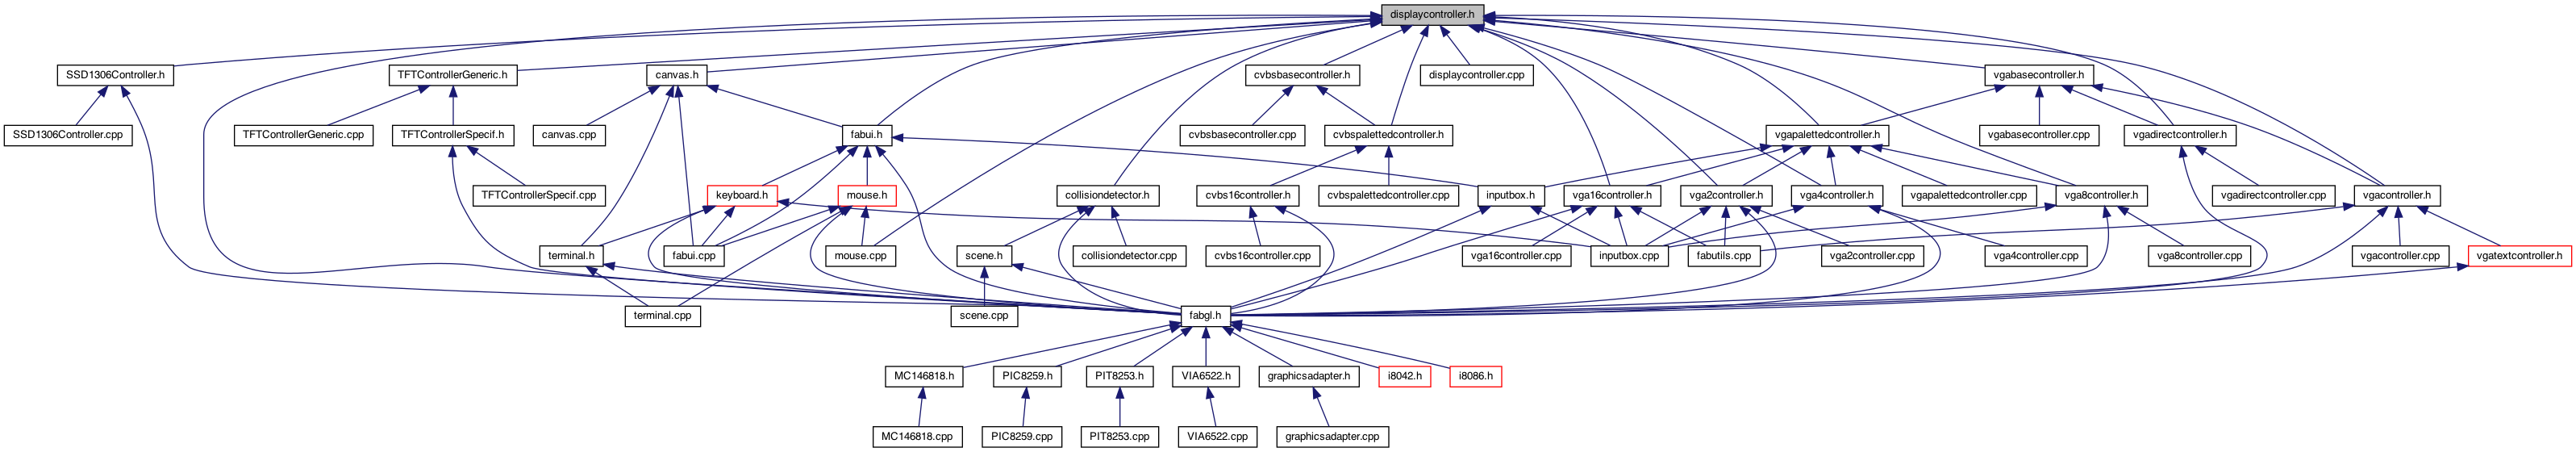 displaycontroller.h
SSD1306Controller.h
TFTControllerGeneric.h
canvas.h
cvbsbasecontroller.h
displaycontroller.cpp
vgabasecontroller.h
SSD1306Controller.cpp
TFTControllerGeneric.cpp
TFTControllerSpecif.h
canvas.cpp
fabui.h
cvbsbasecontroller.cpp
cvbspalettedcontroller.h
vgapalettedcontroller.h
vgabasecontroller.cpp
vgadirectcontroller.h
TFTControllerSpecif.cpp
keyboard.h
mouse.h
collisiondetector.h
cvbs16controller.h
cvbspalettedcontroller.cpp
inputbox.h
vga16controller.h
vga2controller.h
vga4controller.h
vgapalettedcontroller.cpp
vga8controller.h
vgadirectcontroller.cpp
vgacontroller.h
terminal.h
fabui.cpp
mouse.cpp
scene.h
collisiondetector.cpp
cvbs16controller.cpp
vga16controller.cpp
inputbox.cpp
fabutils.cpp
vga2controller.cpp
vga4controller.cpp
vga8controller.cpp
vgacontroller.cpp
vgatextcontroller.h
terminal.cpp
scene.cpp
fabgl.h
MC146818.h
PIC8259.h
PIT8253.h
VIA6522.h
graphicsadapter.h
i8042.h
i8086.h
MC146818.cpp
PIC8259.cpp
PIT8253.cpp
VIA6522.cpp
graphicsadapter.cpp